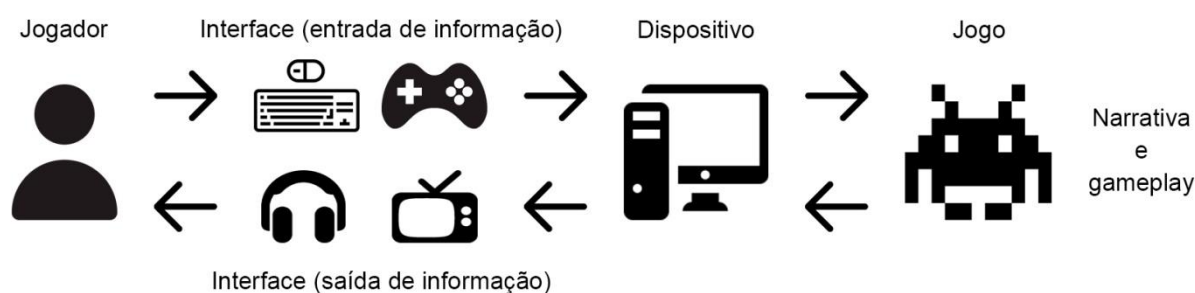 Jogador
Interface (entrada de informação)
Dispositivo
Jogo
Narrativa
e
gameplay
Interface (saída de informação)